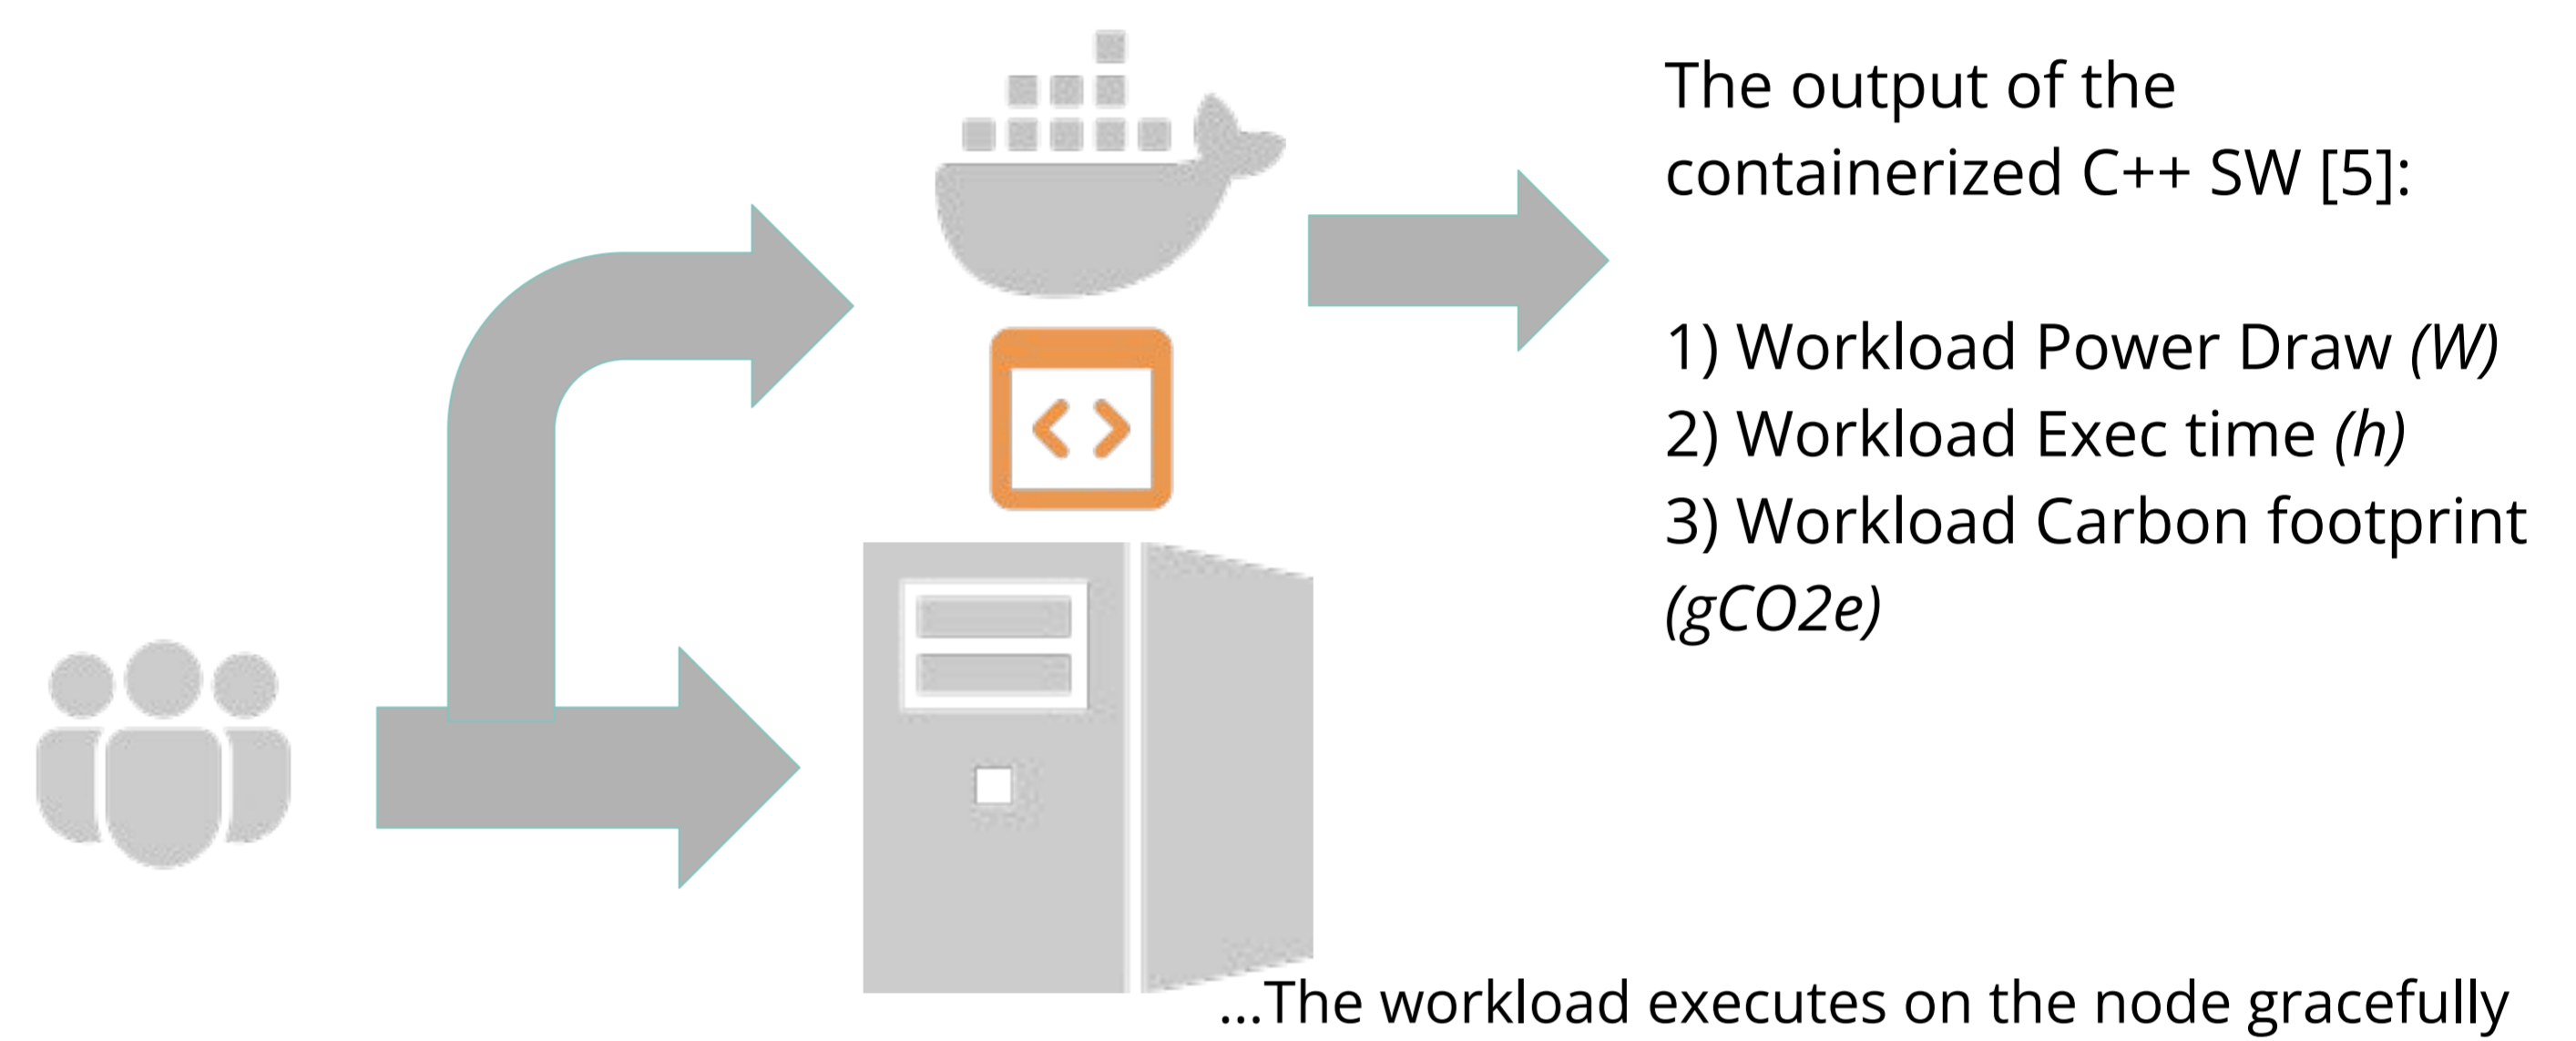 The output of the
containerized C++ SW [5]:
1) Workload Power Draw (W)
2) Workload Exec time (h)
3) Workload Carbon footprint
(gCO2e)
...The workload executes on the node gracefully